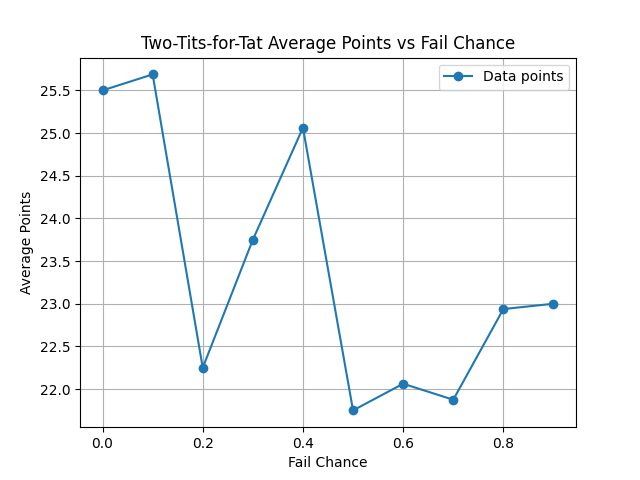 Two-Tits-for-Tat Average Points vs Fail Chance
Data points
25.5
25.0
24.5
24.0
23.5
23.0
22.5
22.0
Average Points
0.0 0.2 0.4 0.6 0.8
Fail Chance